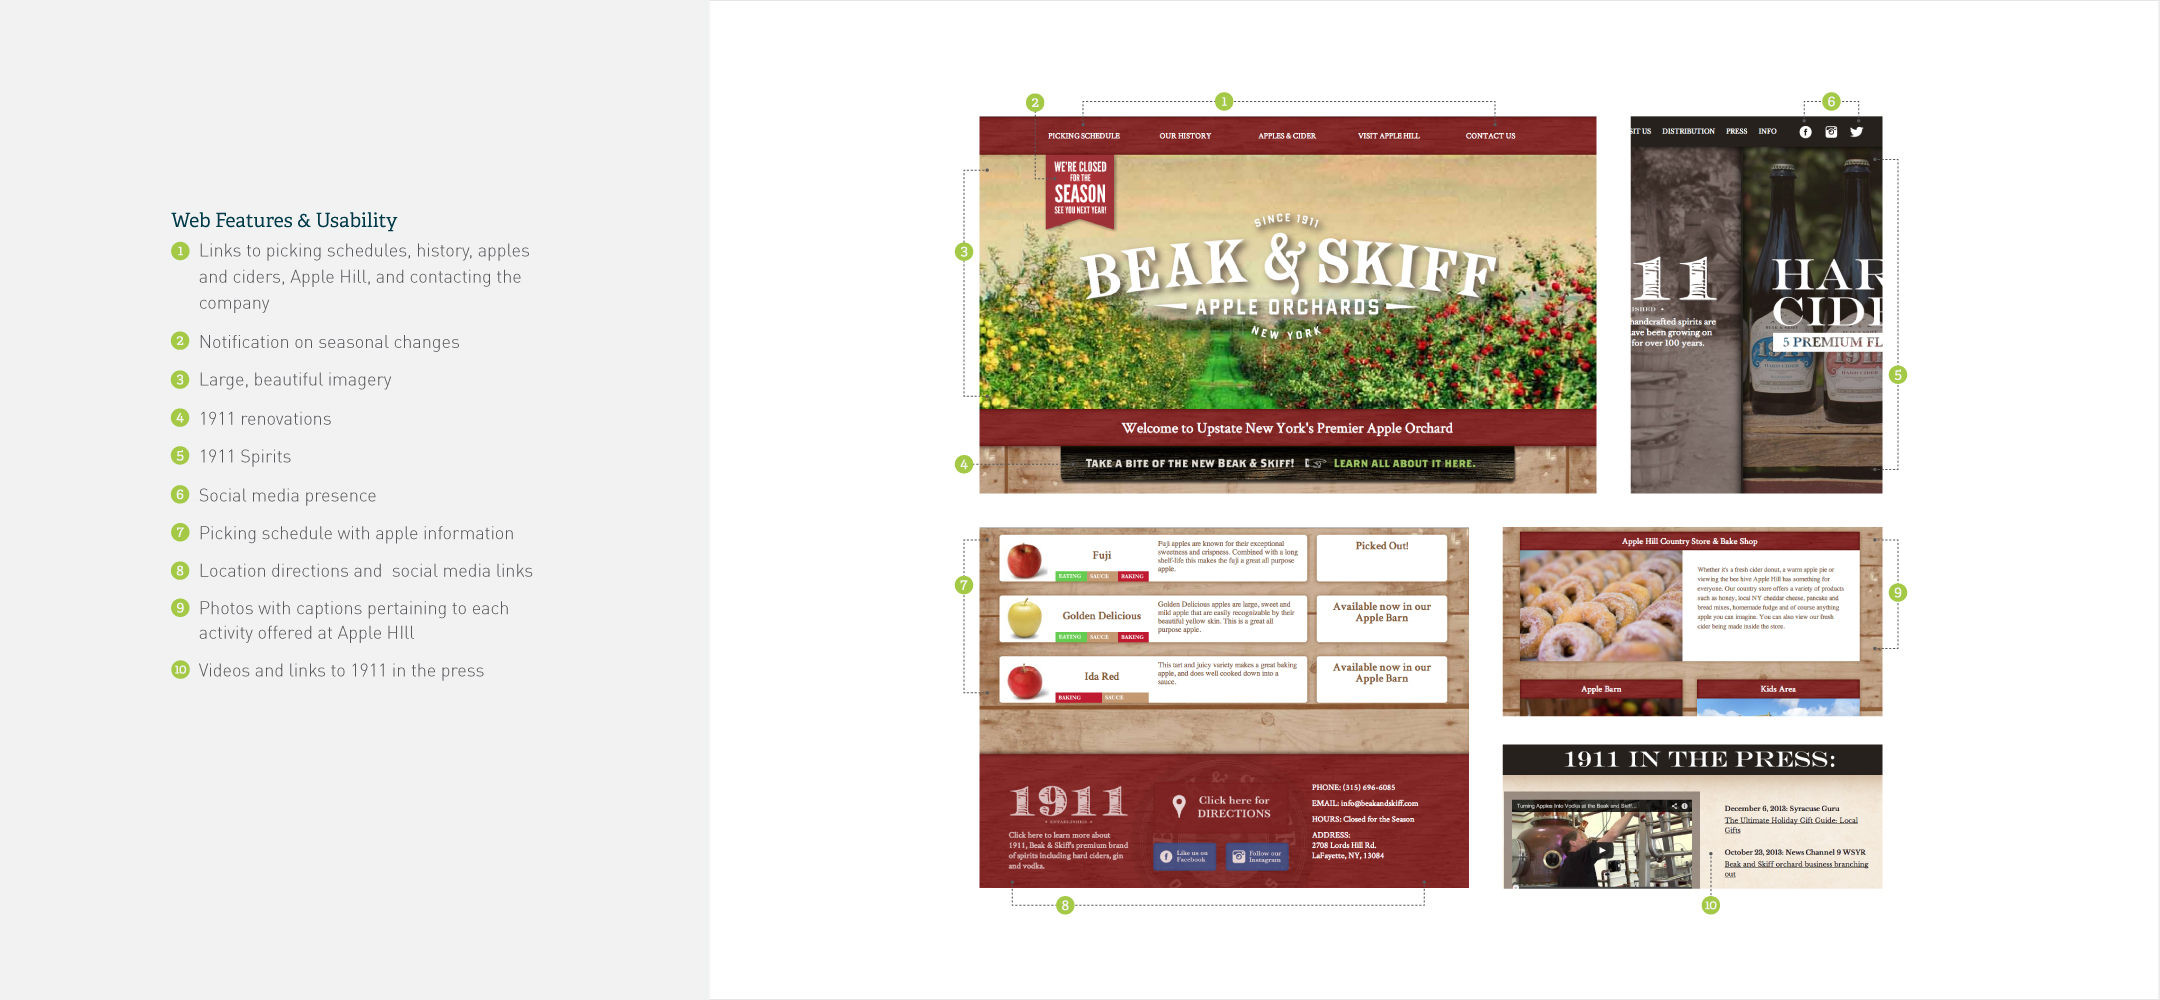 Web Features & Usability
1 Links to picking schedules, history, apples
and ciders, Apple Hill, and contacting the
company
2 Notification on seasonal changes
3 Large, beautiful imagery
4 1911 renovations
5 1911 Spirits
6 Social media presence
7 Picking schedule with apple information
8 Location directions and social media links
9 Photos with captions pertaining to each
activity offered at Apple HIll
10 Videos and links to 1911 in the press
2
1
PICKING SCHEDULE OUR HISTORY APPLES & CIDER VISIT APPLE HILL CONTACT US
WE'RE CLOSED
FOR THE
SEASON
SEE YOU NEXT YEAR!
3
SINCE 1911
BEAK & SKIFF
APPLE ORCHARDS
NEW YORK
Welcome to Upstate New York's Premier Apple Orchard
4
TAKE A BITE OF THE NEW BEAK & SKIFF! LEARN ALL ABOUT IT HERE.
6
SIT US DISTRIBUTION PRESS INFO
11
ISHED
handcrafted spirits are
ave been growing on
for over 100 years.
HAR
CIDE
5 PREMIUM FL
1911
HARD CIDER
1911
HARD CIDER
5
7
Fuji
EATING SAUCE BAKING
Fuji apples are known for their exceptional
sweetness and crispness. Combined with a long
shelf-life this makes the fuji a great all purpose
apple.
Picked Out!
Golden Delicious
EATING SAUCE BAKING
Golden Delicious apples are large, sweet and
mild apple that are easily recognizable by their
beautiful yellow skin. This is a great all
purpose apple.
Available now in our
Apple Barn
Ida Red
BAKING SAUCE
This tart and juicy variety makes a great baking
apple, and does well cooked down into a
sauce.
Available now in our
Apple Barn
1911
ESTABLISHED
Click here to learn more about
1911, Beak & Skiff's premium brand
of spirits including hard ciders, gin
and vodka.
Click here for
DIRECTIONS
Like us on
Facebook
Follow our
Instagram
PHONE: (315) 696-6085
EMAIL: info@beakandskiff.com
HOURS: Closed for the Season
ADDRESS:
2708 Lords Hill Rd.
LaFayette, NY, 13084
8
Apple Hill Country Store & Bake Shop
Whether it's a fresh cider donut, a warm apple pie or
viewing the bee hive Apple Hill has something for
everyone. Our country store offers a variety of products
such as honey, local NY cheddar cheese, pancake and
bread mixes, homemade fudge and of course anything
apple you can imagine. You can also view our fresh
cider being made inside the store.
9
Apple Barn
Kids Area
1911 IN THE PRESS:
Turning Apples Into Vodka at the Beak and Skiff...
December 6, 2013: Syracuse Guru
The Ultimate Holiday Gift Guide: Local
Gifts
October 23, 2013: News Channel 9 WSYR
Beak and Skiff orchard business branching
out
10